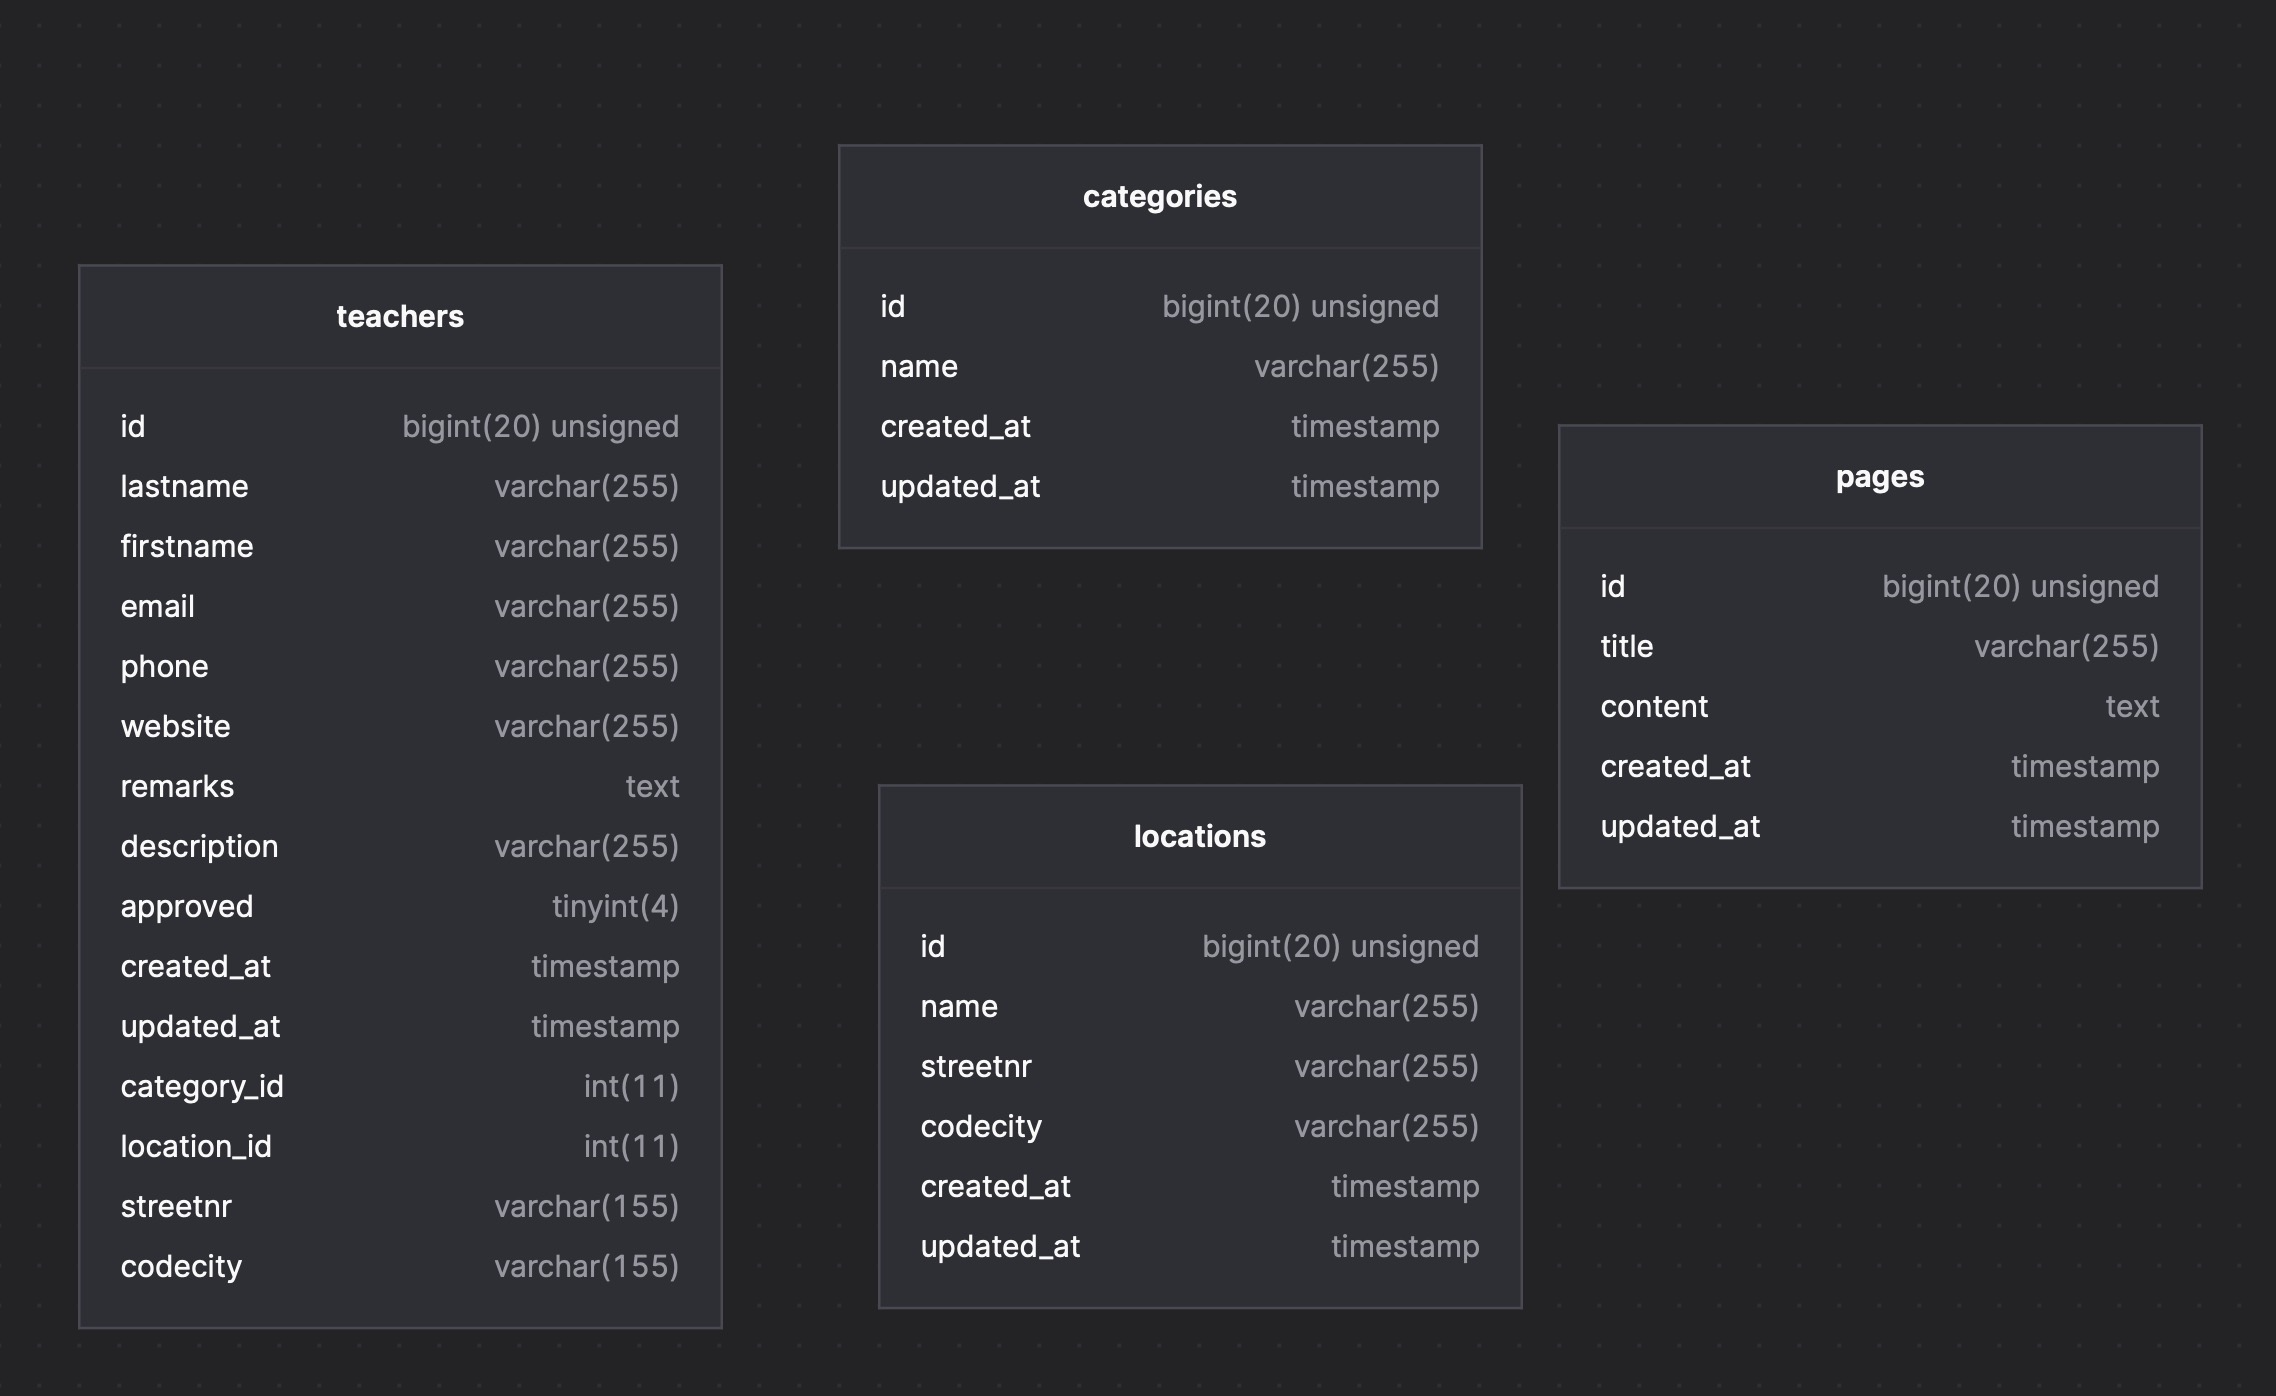 teachers
id bigint(20) unsigned
lastname varchar(255)
firstname varchar(255)
email varchar(255)
phone varchar(255)
website varchar(255)
remarks text
description varchar(255)
approved tinyint(4)
created_at timestamp
updated_at timestamp
category_id int(11)
location_id int(11)
streetnr varchar(155)
codecity varchar(155)
categories
id bigint(20) unsigned
name varchar(255)
created_at timestamp
updated_at timestamp
locations
id bigint(20) unsigned
name varchar(255)
streetnr varchar(255)
codecity varchar(255)
created_at timestamp
updated_at timestamp
pages
id bigint(20) unsigned
title varchar(255)
content text
created_at timestamp
updated_at timestamp